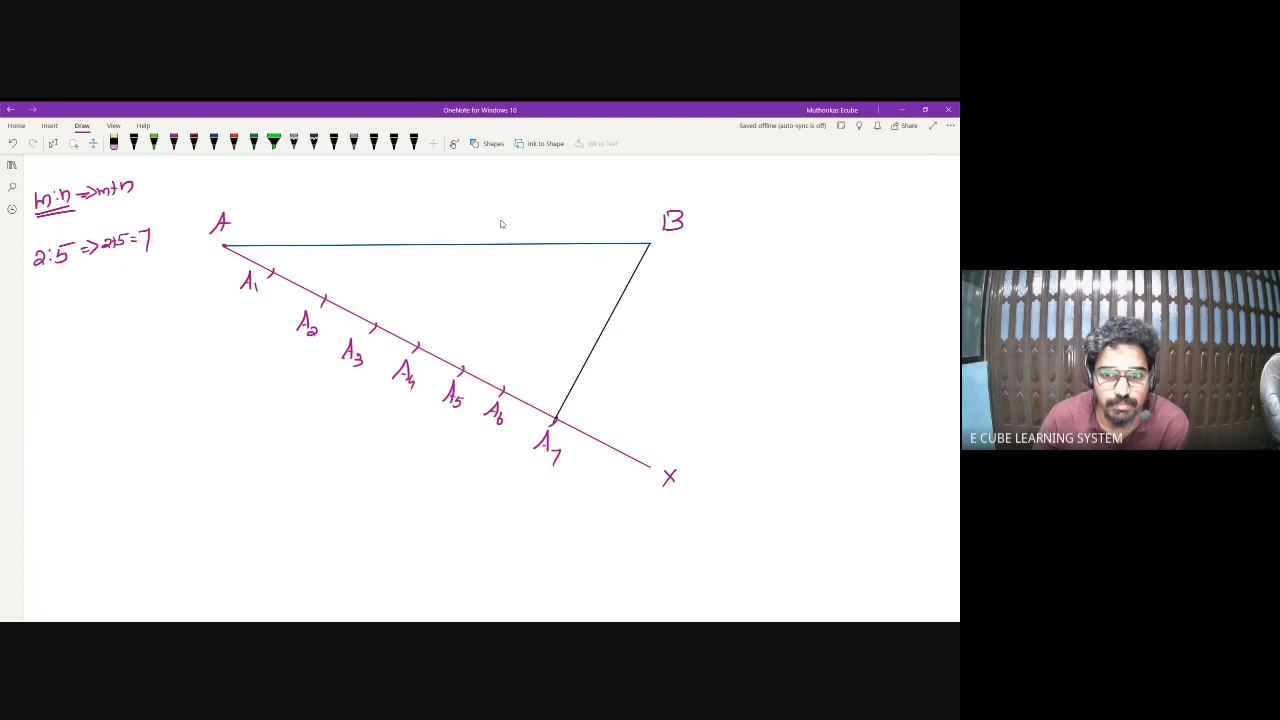 OneNote for Windows 10
Muthookas Ecube
Home Insert Draw View Help
Saved offline (auto-sync is off)
Share
Shapes
Ink to Shape
Ink to Text
m:n => m+n
2:5 => 2+5=7
A
B
A1
A2
A3
A4
A5
A6
A7
X
E CUBE LEARNING SYSTEM